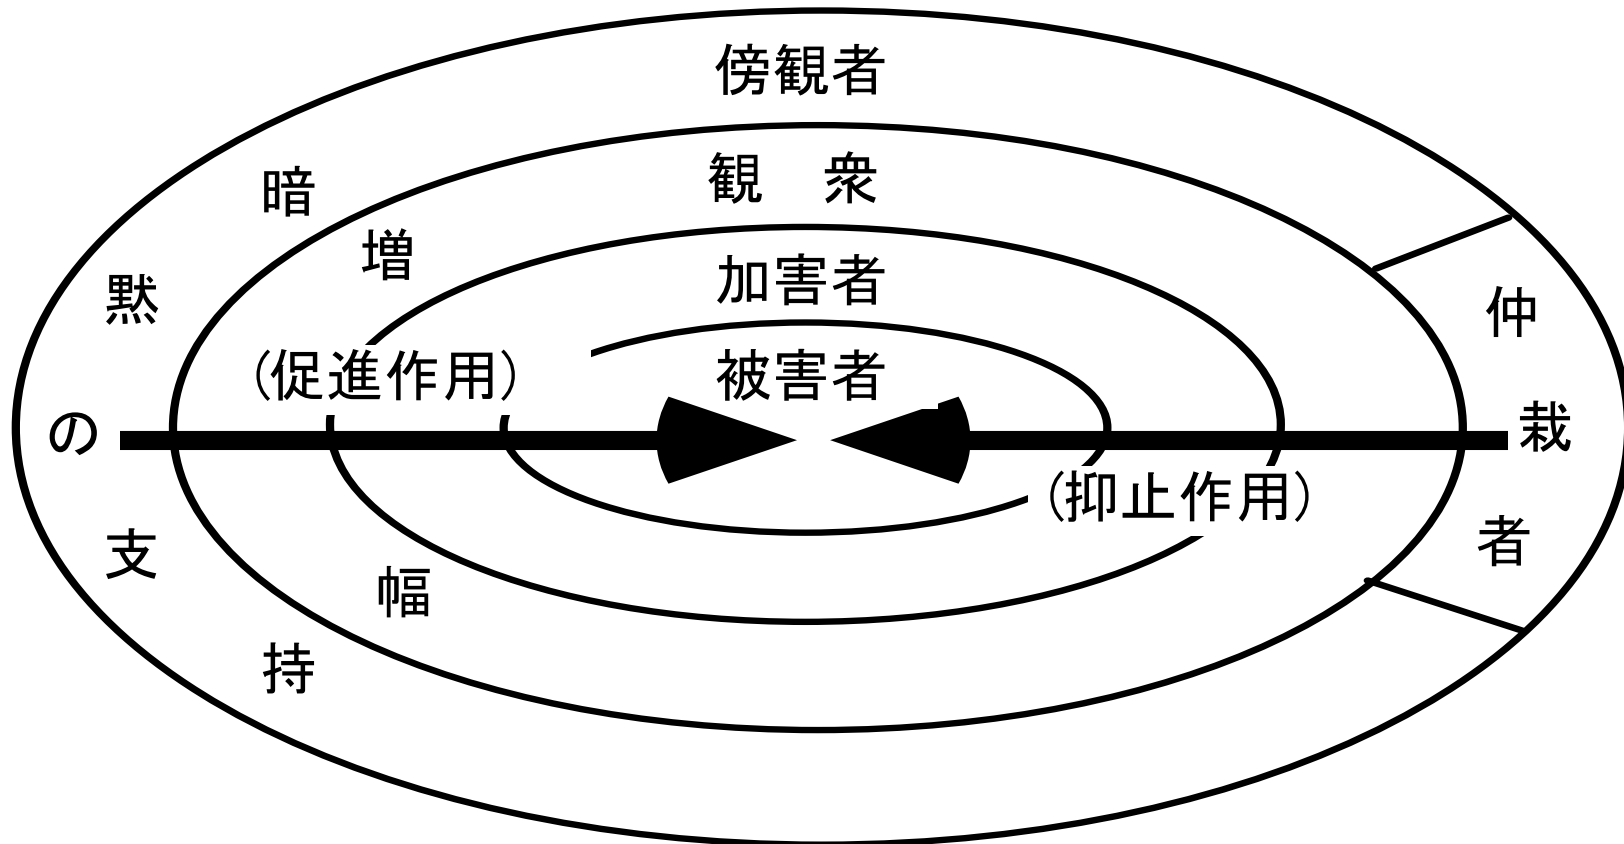 傍観者
観　衆
加害者
被害者
暗黙の支持
増幅
（促進作用）
（抑止作用）
仲栽者